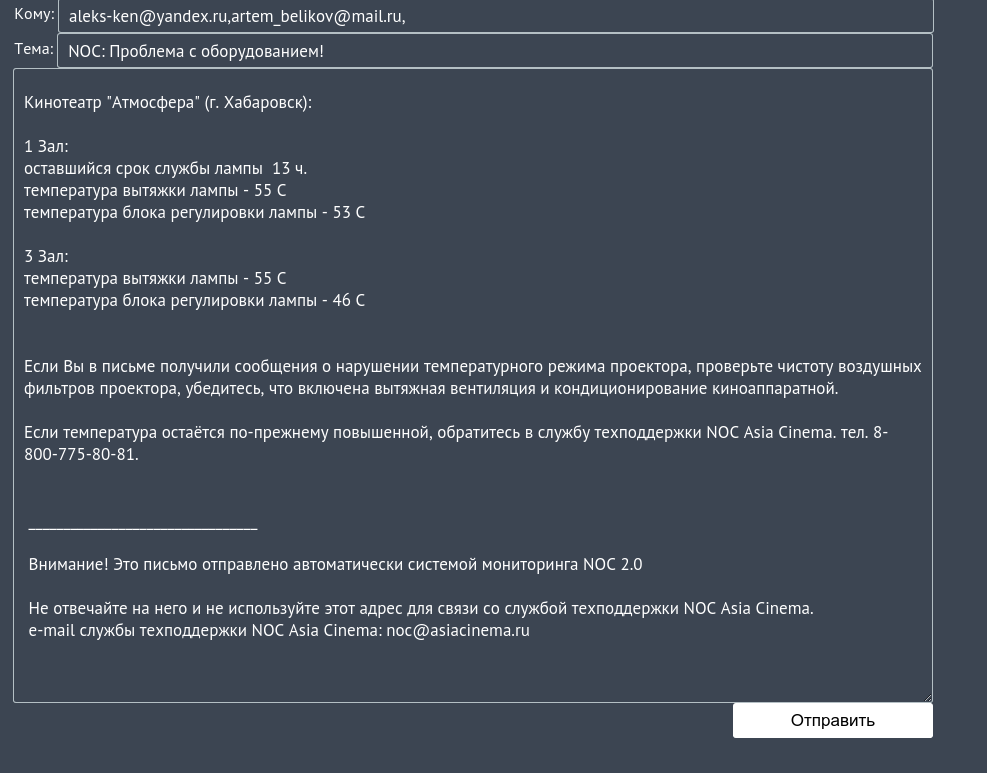 Кому: aleks-ken@yandex.ru,artem_belikov@mail.ru,
Тема: NOC: Проблема с оборудованием!
Кинотеатр "Атмосфера" (г. Хабаровск):
1 Зал:
оставшийся срок службы лампы  13 ч.
температура вытяжки лампы - 55 С
температура блока регулировки лампы - 53 С
3 Зал:
температура вытяжки лампы - 55 С
температура блока регулировки лампы - 46 С
Если Вы в письме получили сообщения о нарушении температурного режима проектора, проверьте чистоту воздушных
фильтров проектора, убедитесь, что включена вытяжная вентиляция и кондиционирование киноаппаратной.
Если температура остаётся по-прежнему повышенной, обратитесь в службу техподдержки NOC Asia Cinema. тел. 8-
800-775-80-81.
________________________________
Внимание! Это письмо отправлено автоматически системой мониторинга NOC 2.0
Не отвечайте на него и не используйте этот адрес для связи со службой техподдержки NOC Asia Cinema.
e-mail службы техподдержки NOC Asia Cinema: noc@asiacinema.ru
Отправить